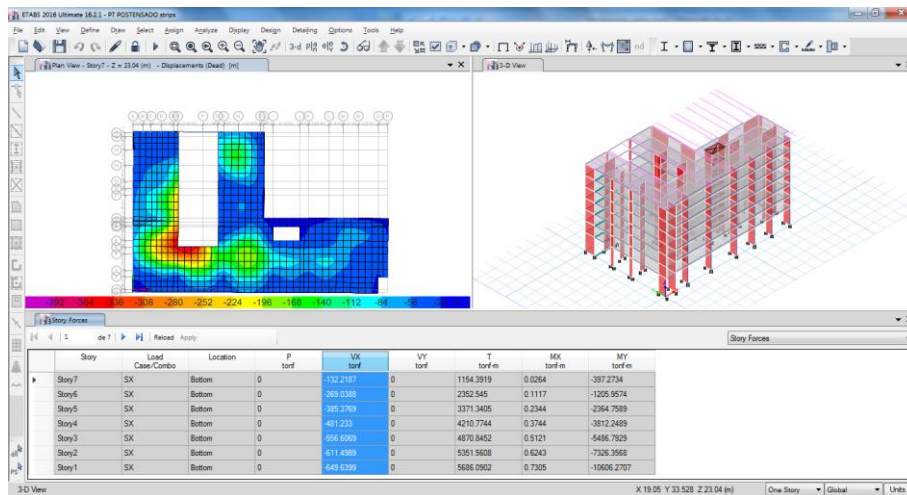 ETABS 2016 Ultimate 16.2.1 - PT POSTENSADO strips
File Edit View Define Draw Select Assign Analyze Display Design Detailing Options Tools Help
3-d
nd
Plan View - Story7 - Z = 23.04 (m) - Displacements (Dead) [m]
3-D View
-392 -364 -336 -308 -280 -252 -224 -196 -168 -140 -112 -84 -56
Story Forces
1 de 7 Reload Apply Story Forces
Story Load Case/Combo Location P tonf VX tonf VY tonf T tonf-m MX tonf-m MY tonf-m
Story7 SX Bottom 0 -132.2187 0 1154.3919 0.0264 -397.2734
Story6 SX Bottom 0 -269.0388 0 2352.545 0.1117 -1205.9574
Story5 SX Bottom 0 -385.3769 0 3371.3405 0.2344 -2364.7589
Story4 SX Bottom 0 -481.233 0 4210.7744 0.3744 -3812.2489
Story3 SX Bottom 0 -556.6069 0 4870.8452 0.5121 -5486.7829
Story2 SX Bottom 0 -611.4989 0 5351.5608 0.6243 -7326.3568
Story1 SX Bottom 0 -649.6399 0 5686.0902 0.7305 -10606.2707
3-D View X 19.05 Y 33.528 Z 23.04 (m) One Story Global Units